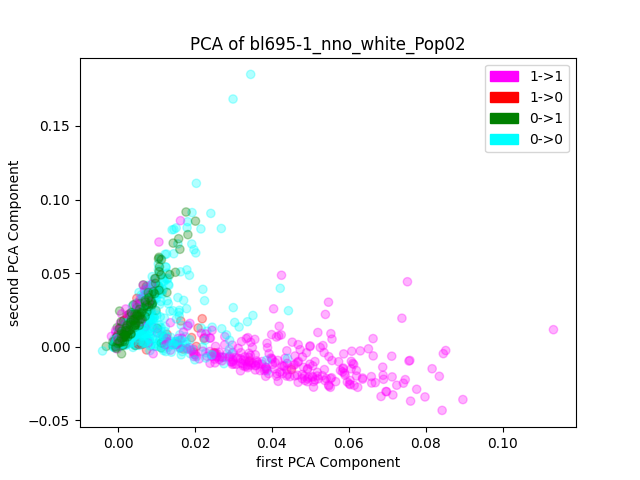 PCA of bl695-1_nno_white_Pop02
1->1
1->0
0->1
0->0
0.15
0.10
0.05
0.00
−0.05
second PCA Component
0.00 0.02 0.04 0.06 0.08 0.10
first PCA Component